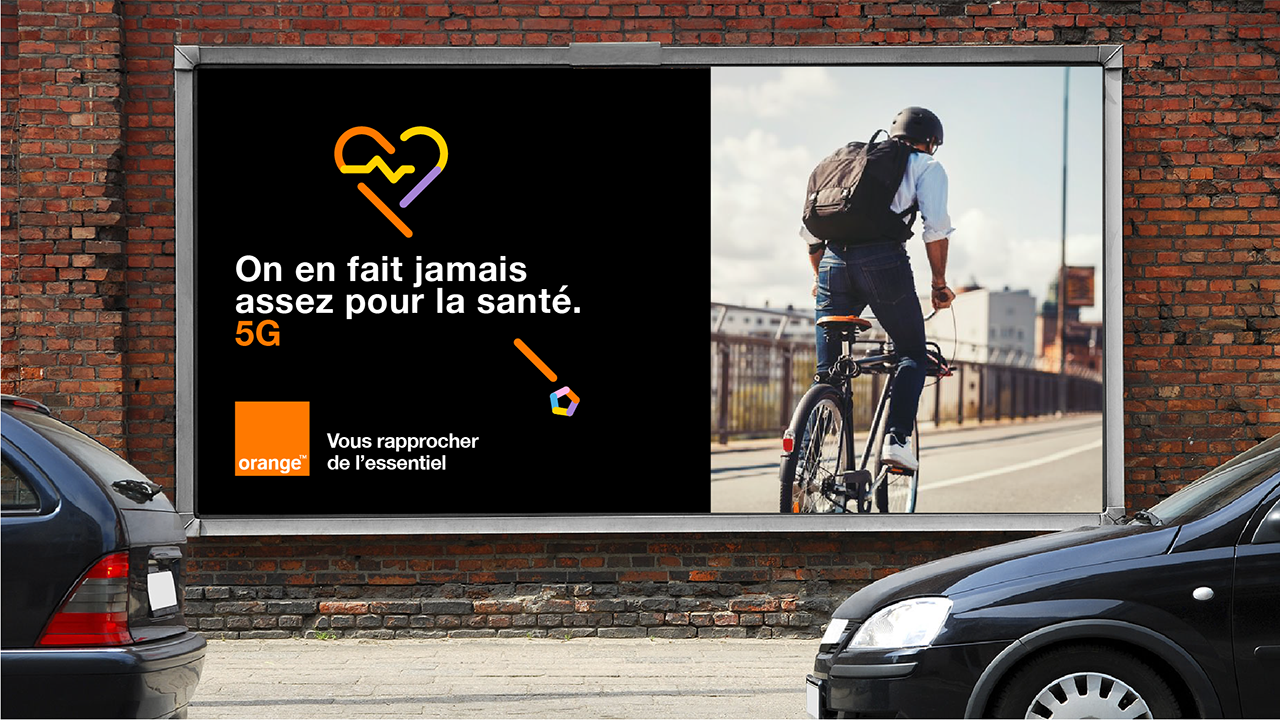 On en fait jamais
assez pour la santé.
5G
orange™
Vous rapprocher
de l'essentiel